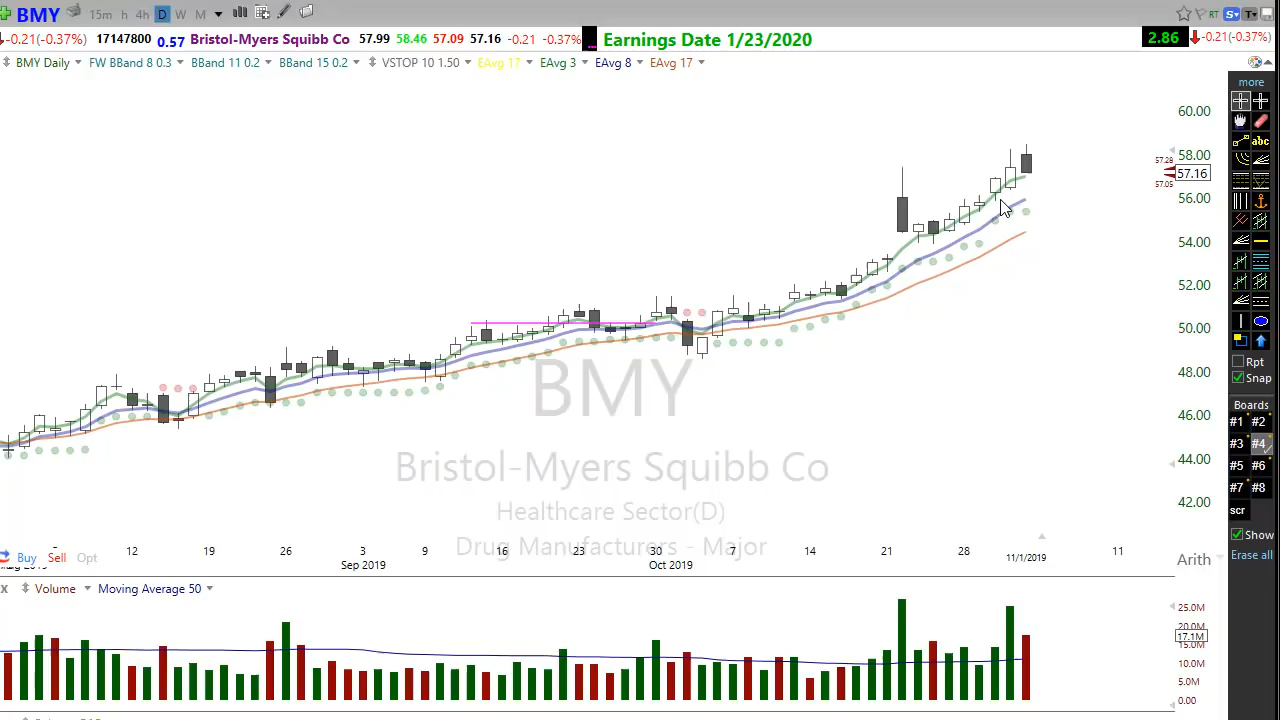 BMY 15m h 4h D W M RT S T
-0.21(-0.37%) 17147800 0.57 Bristol-Myers Squibb Co 57.99 58.46 57.09 57.16 -0.21 -0.37% Earnings Date 1/23/2020 2.86 -0.21(-0.37%)
BMY Daily FW BBand 8 0.3 BBand 11 0.2 BBand 15 0.2 VSTOP 10 1.50 EAvg 17 EAvg 3 EAvg 8 EAvg 17
more
60.00
abc
58.00
57.28
57.16
57.05
56.00
54.00
52.00
50.00
48.00
46.00
44.00
42.00
Rpt
Snap
Boards
#1 #2
#3 #4
#5 #6
#7 #8
scr
Show
Erase all
BMY
Bristol-Myers Squibb Co
Healthcare Sector(D)
Drug Manufacturers - Major
12 19 26 3 9 16 23 30 7 14 21 28 11/1/2019 11
Buy Sell Opt
Sep 2019 Oct 2019
Arith
x Volume Moving Average 50
25.0M
20.0M
17.1M
15.0M
10.0M
5.0M
0.00